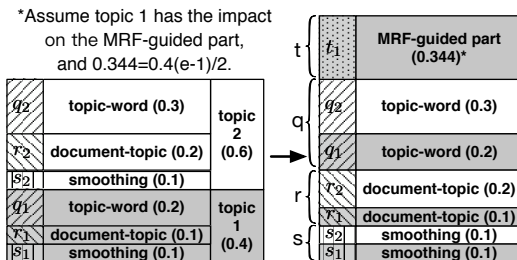 *Assume topic 1 has the impact
on the MRF-guided part,
and 0.344=0.4(e-1)/2.
q2 topic-word (0.3)
r2 document-topic (0.2)
s2 smoothing (0.1)
topic
2
(0.6)
q1 topic-word (0.2)
r1 document-topic (0.1)
s1 smoothing (0.1)
topic
1
(0.4)
t
t1 MRF-guided part
(0.344)*
q
q2 topic-word (0.3)
q1 topic-word (0.2)
r
r2 document-topic (0.2)
r1 document-topic (0.1)
s
s2 smoothing (0.1)
s1 smoothing (0.1)